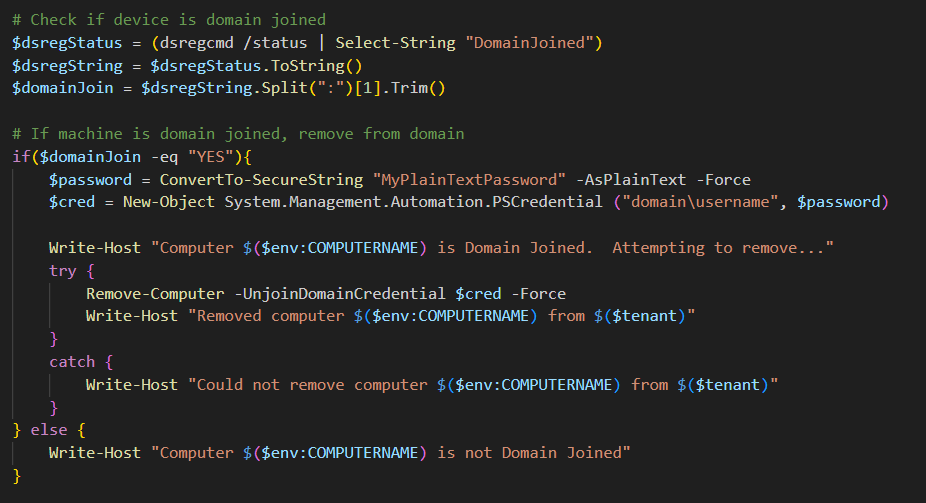 # Check if device is domain joined
$dsregStatus = (dsregcmd /status | Select-String "DomainJoined")
$dsregString = $dsregStatus.ToString()
$domainJoin = $dsregString.Split(":")[1].Trim()

# If machine is domain joined, remove from domain
if($domainJoin -eq "YES"){
    $password = ConvertTo-SecureString "MyPlainTextPassword" -AsPlainText -Force
    $cred = New-Object System.Management.Automation.PSCredential ("domain\username", $password)

    Write-Host "Computer $($env:COMPUTERNAME) is Domain Joined.  Attempting to remove..."
    try {
        Remove-Computer -UnjoinDomainCredential $cred -Force
        Write-Host "Removed computer $($env:COMPUTERNAME) from $($tenant)"
    }
    catch {
        Write-Host "Could not remove computer $($env:COMPUTERNAME) from $($tenant)"
    }
} else {
    Write-Host "Computer $($env:COMPUTERNAME) is not Domain Joined"
}